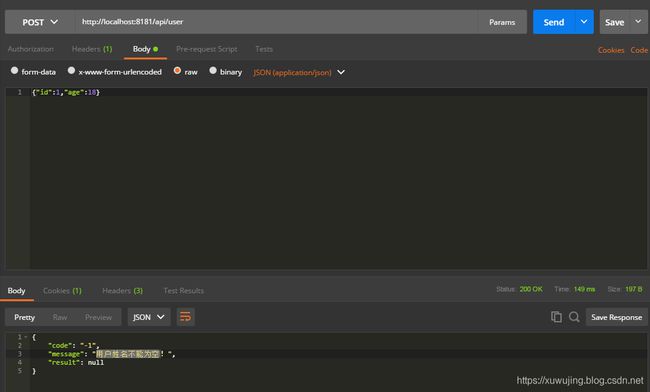 POST http://localhost:8181/api/user Params Send Save
Authorization Headers (1) Body Pre-request Script Tests Cookies Code
form-data x-www-form-urlencoded raw binary JSON (application/json)
1 {"id":1,"age":18}
Body Cookies (1) Headers (3) Test Results Status: 200 OK Time: 149 ms Size: 197 B
Pretty Raw Preview JSON Save Response
1 {
2 "code": "-1",
3 "message": "用户姓名不能为空！",
4 "result": null
5 }
https://xuwujing.blog.csdn.net